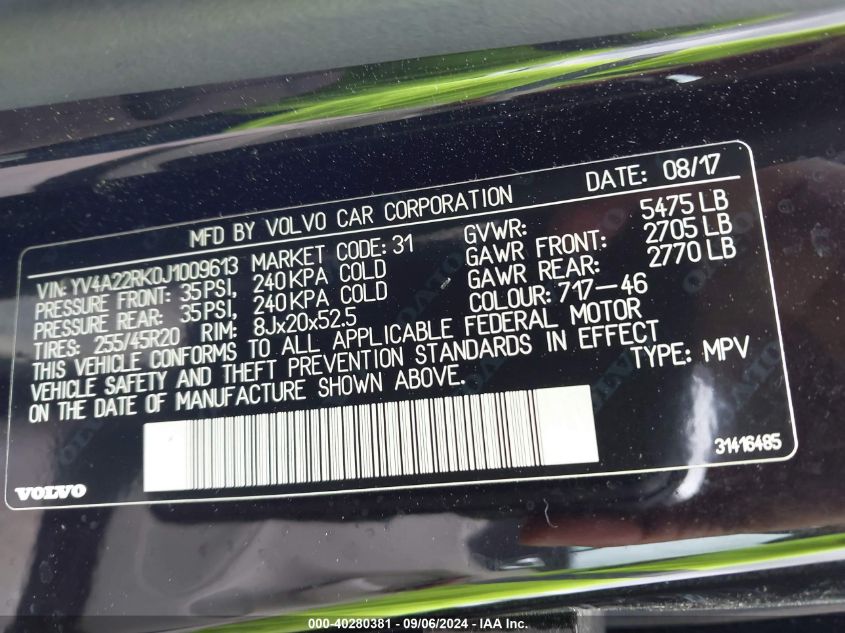 MFD BY VOLVO CAR CORPORATION DATE: 08/17
VIN: YV4A22RK0J1009613 MARKET CODE: 31 GVWR: 5475 LB
PRESSURE FRONT: 35PSI, 240KPA COLD GAWR FRONT: 2705 LB
PRESSURE REAR: 35PSI, 240KPA COLD GAWR REAR: 2770 LB
TIRES: 255/45R20 RIM: 8Jx20x52.5 COLOUR: 717-46
THIS VEHICLE CONFORMS TO ALL APPLICABLE FEDERAL MOTOR
VEHICLE SAFETY AND THEFT PREVENTION STANDARDS IN EFFECT
ON THE DATE OF MANUFACTURE SHOWN ABOVE. TYPE: MPV
31416485
VOLVO
000-40280381 - 09/06/2024 - IAA Inc.